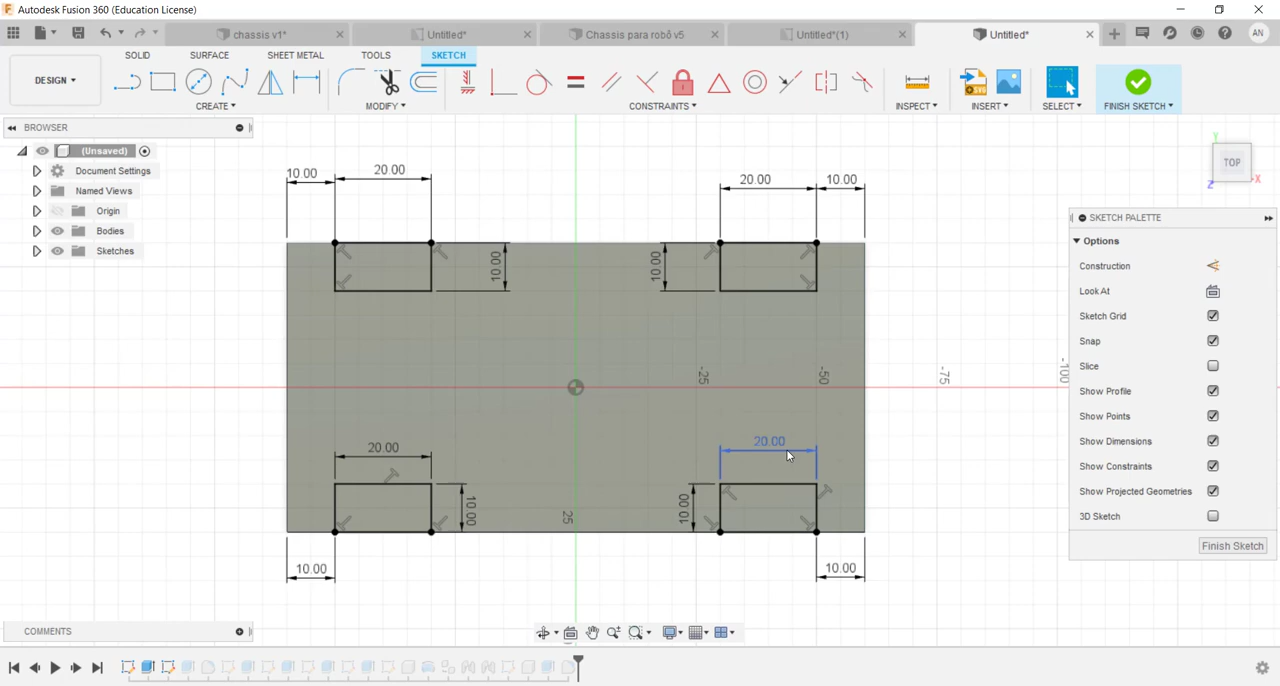 Autodesk Fusion 360 (Education License)
chassis v1*
Untitled*
Chassis para robô v5
Untitled*(1)
Untitled*
AN
SOLID
SURFACE
SHEET METAL
TOOLS
SKETCH
DESIGN
CREATE
MODIFY
CONSTRAINTS
INSPECT
INSERT
SELECT
FINISH SKETCH
BROWSER
(Unsaved)
Document Settings
Named Views
Origin
Bodies
Sketches
10.00
20.00
20.00
10.00
10.00
10.00
-25
-50
-75
-100
20.00
20.00
10.00
25
10.00
10.00
10.00
Y
TOP
X
Z
SKETCH PALETTE
Options
Construction
Look At
Sketch Grid
Snap
Slice
Show Profile
Show Points
Show Dimensions
Show Constraints
Show Projected Geometries
3D Sketch
Finish Sketch
COMMENTS